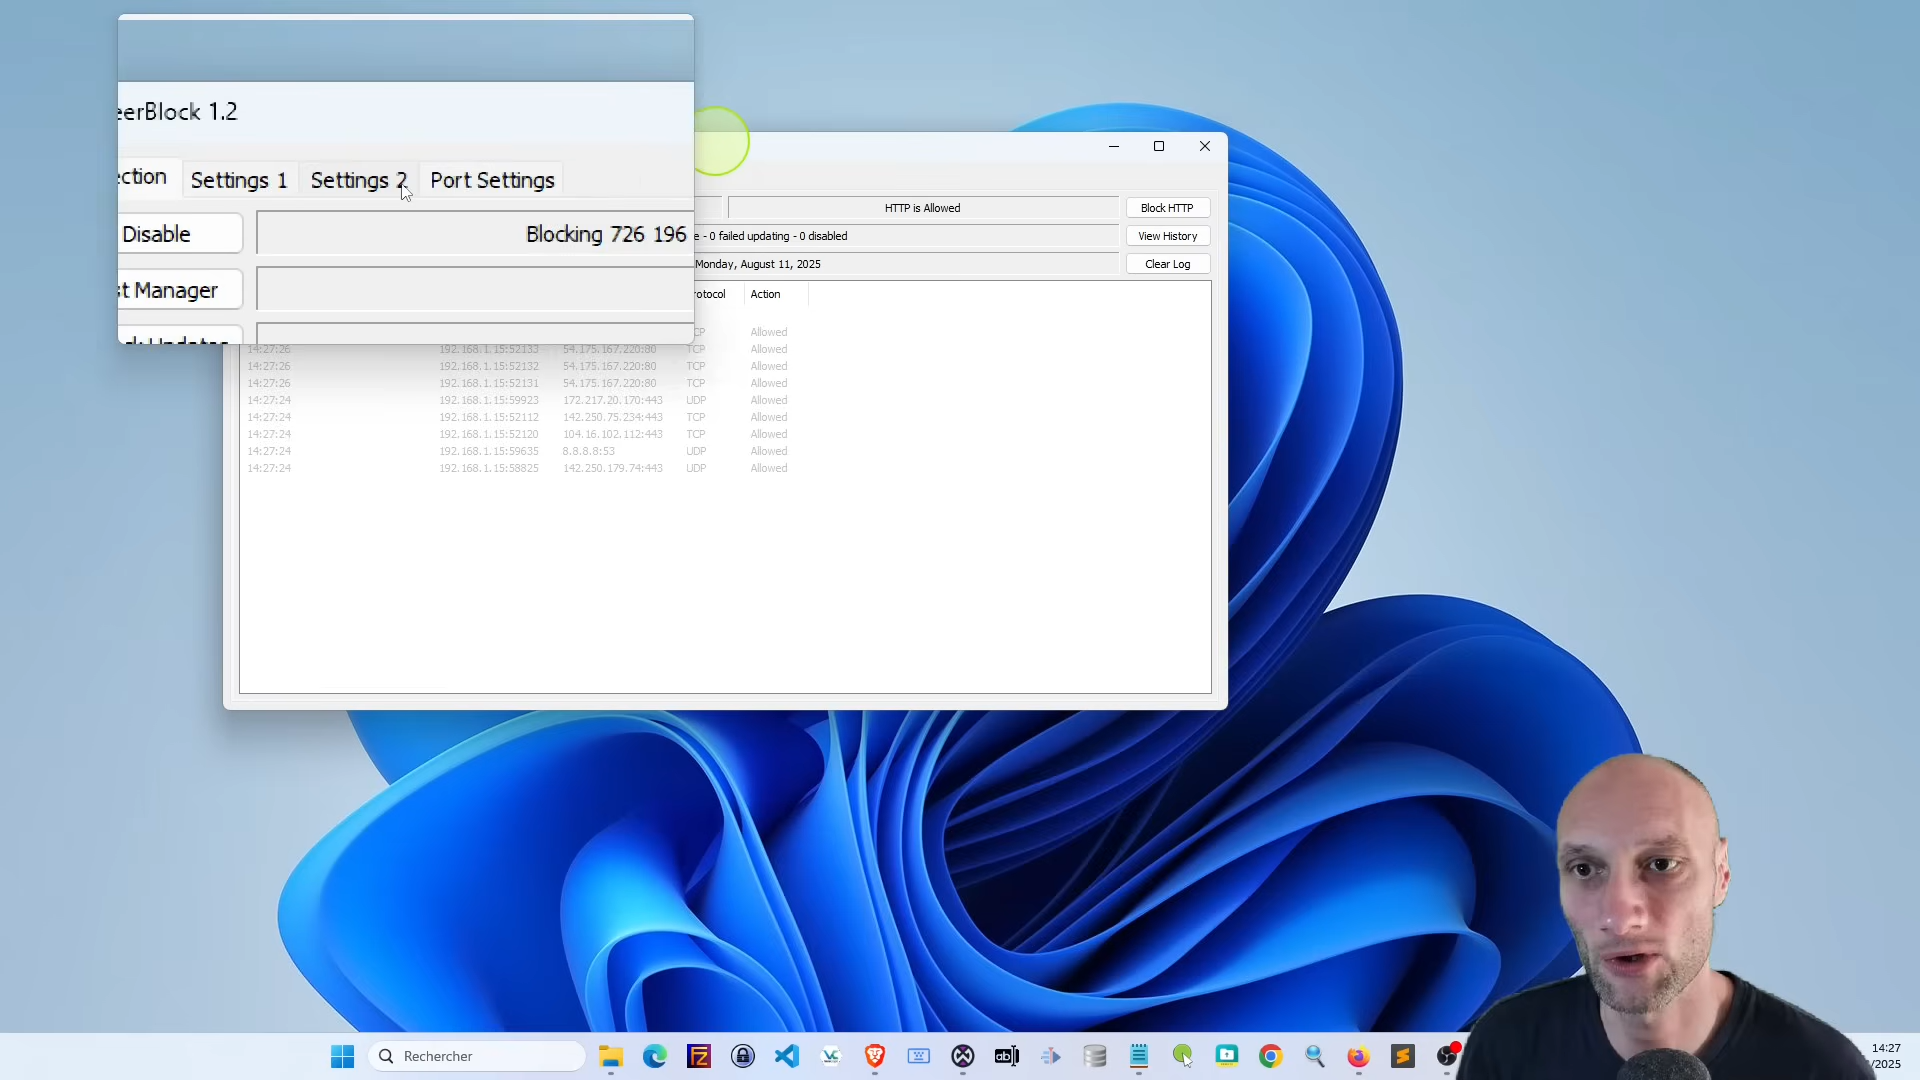 eerBlock 1.2
ection Settings 1 Settings 2 Port Settings
Disable Blocking 726 196
HTTP is Allowed Block HTTP
e - 0 failed updating - 0 disabled View History
st Manager
Monday, August 11, 2025 Clear Log
rotocol Action
CP Allowed
14:27:26 192.168.1.15:52133 54.175.167.220:80 TCP Allowed
14:27:26 192.168.1.15:52132 54.175.167.220:80 TCP Allowed
14:27:26 192.168.1.15:52131 54.175.167.220:80 TCP Allowed
14:27:24 192.168.1.15:59923 172.217.20.170:443 UDP Allowed
14:27:24 192.168.1.15:52112 142.250.75.234:443 TCP Allowed
14:27:24 192.168.1.15:52120 104.16.102.112:443 TCP Allowed
14:27:24 192.168.1.15:59635 8.8.8.8:53 UDP Allowed
14:27:24 192.168.1.15:58825 142.250.179.74:443 UDP Allowed
Rechercher
14:27
/2025